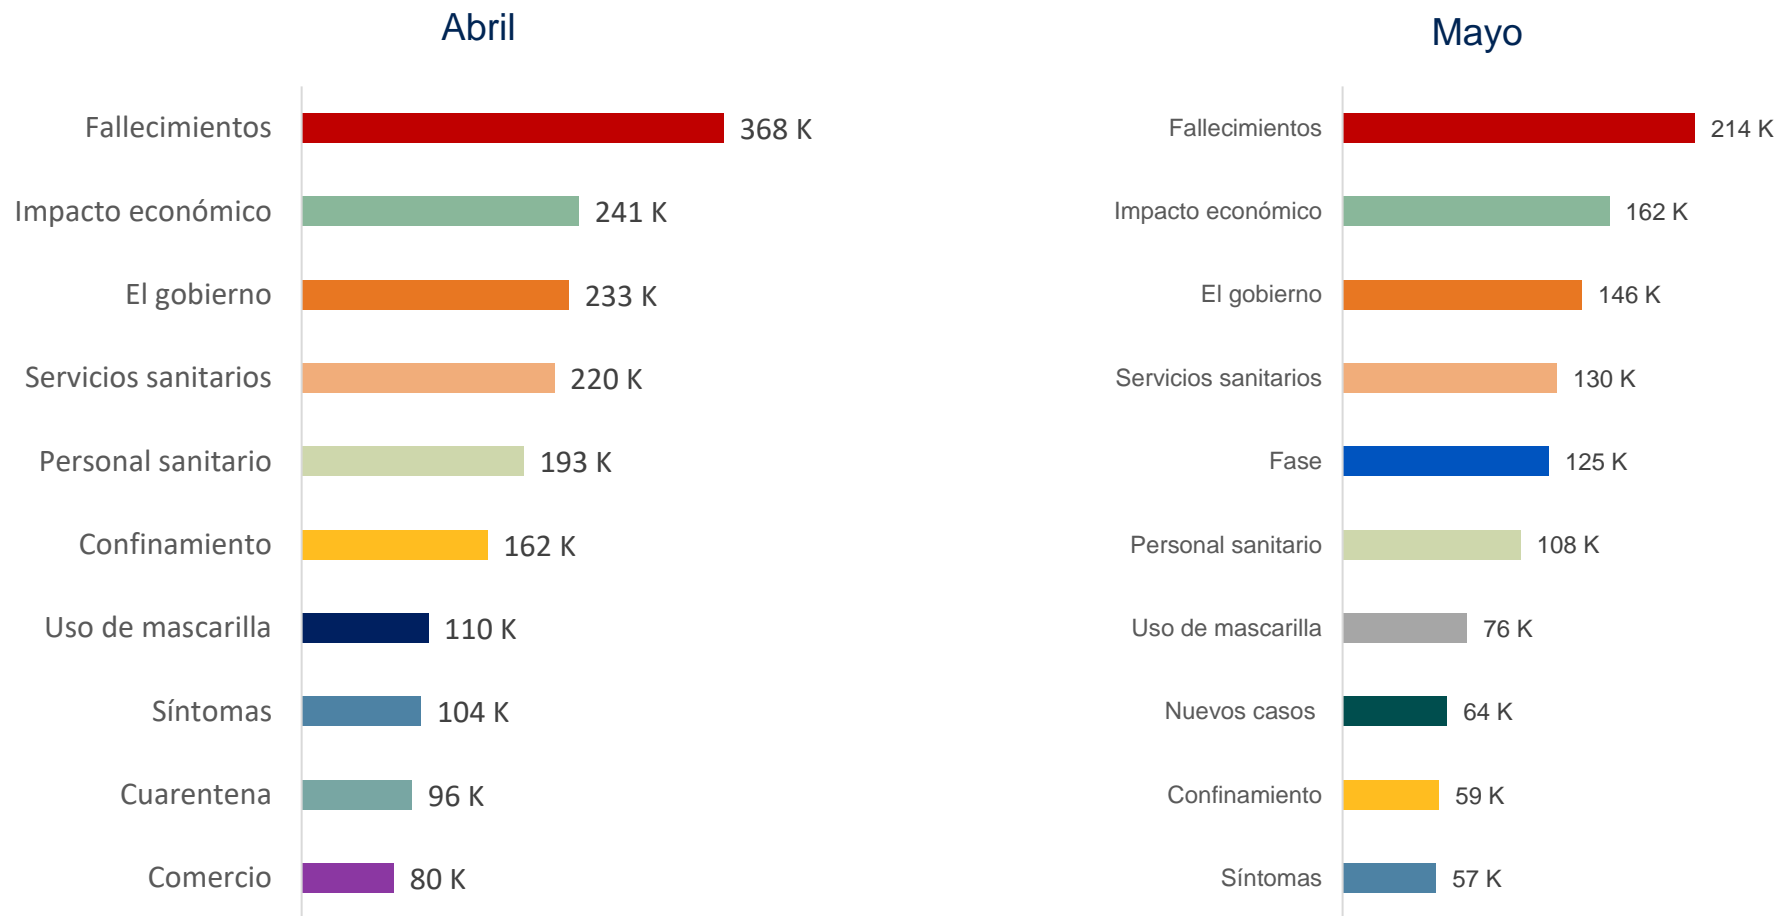 Abril
Fallecimientos 368 K
Impacto económico 241 K
El gobierno 233 K
Servicios sanitarios 220 K
Personal sanitario 193 K
Confinamiento 162 K
Uso de mascarilla 110 K
Síntomas 104 K
Cuarentena 96 K
Comercio 80 K
Mayo
Fallecimientos 214 K
Impacto económico 162 K
El gobierno 146 K
Servicios sanitarios 130 K
Fase 125 K
Personal sanitario 108 K
Uso de mascarilla 76 K
Nuevos casos 64 K
Confinamiento 59 K
Síntomas 57 K